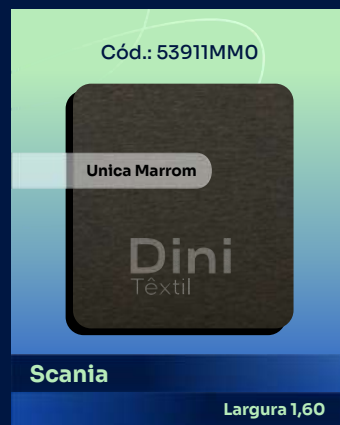 Cód.: 53911MM0
Unica Marrom
Dini
Têxtil
Scania
Largura 1,60